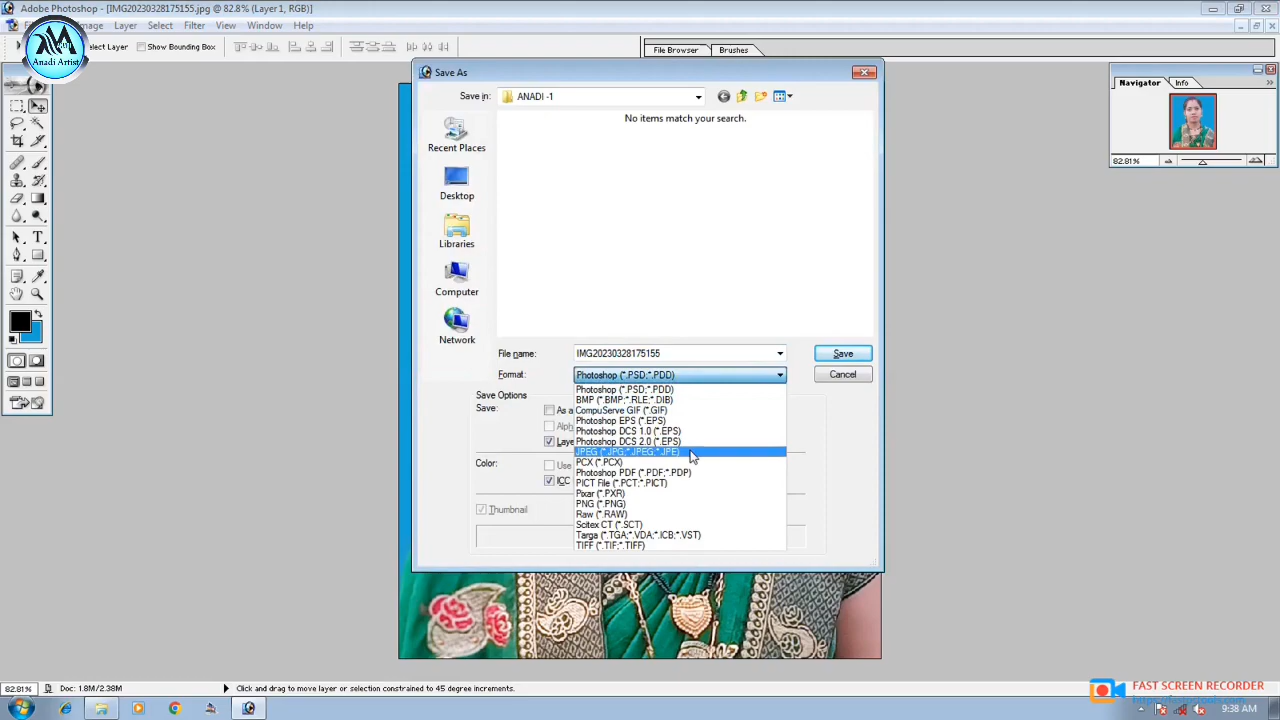 Adobe Photoshop - [IMG20230328175155.jpg @ 82.8% (Layer 1, RGB)]
Image Layer Select Filter View Window Help
Select Layer Show Bounding Box
File Browser Brushes
Anadi Artist
Save As
Save in: ANADI -1
No items match your search.
Recent Places
Desktop
Libraries
Computer
Network
File name: IMG20230328175155 Save
Format: Photoshop (*.PSD;*.PDD) Cancel
Photoshop (*.PSD;*.PDD)
BMP (*.BMP;*.RLE;*.DIB)
CompuServe GIF (*.GIF)
Photoshop EPS (*.EPS)
Photoshop DCS 1.0 (*.EPS)
Photoshop DCS 2.0 (*.EPS)
JPEG (*.JPG;*.JPEG;*.JPE)
PCX (*.PCX)
Photoshop PDF (*.PDF;*.PDP)
PICT File (*.PCT;*.PICT)
Pixar (*.PXR)
PNG (*.PNG)
Raw (*.RAW)
Scitex CT (*.SCT)
Targa (*.TGA;*.VDA;*.ICB;*.VST)
TIFF (*.TIF;*.TIFF)
Save Options
Save: As a
Alph
Laye
Color: Use
ICC
Thumbnail
Navigator Info
82.81%
82.81% Doc: 1.8M/2.38M Click and drag to move layer or selection constrained to 45 degree increments.
FAST SCREEN RECORDER
9:38 AM